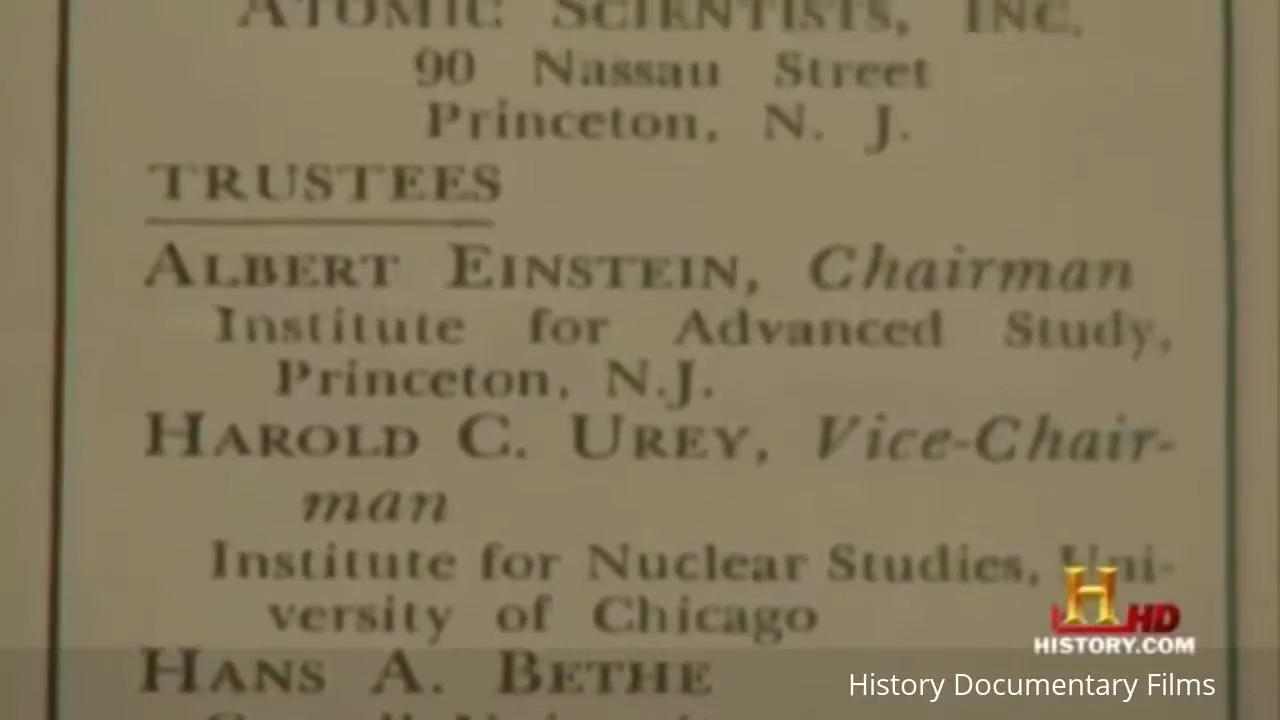 ATOMIC SCIENTISTS, INC.
90 Nassau Street
Princeton, N. J.
TRUSTEES
ALBERT EINSTEIN, Chairman
Institute for Advanced Study,
Princeton, N.J.
HAROLD C. UREY, Vice-Chair-
man
Institute for Nuclear Studies, Uni-
versity of Chicago
HANS A. BETHE
H HD
HISTORY.COM
History Documentary Films